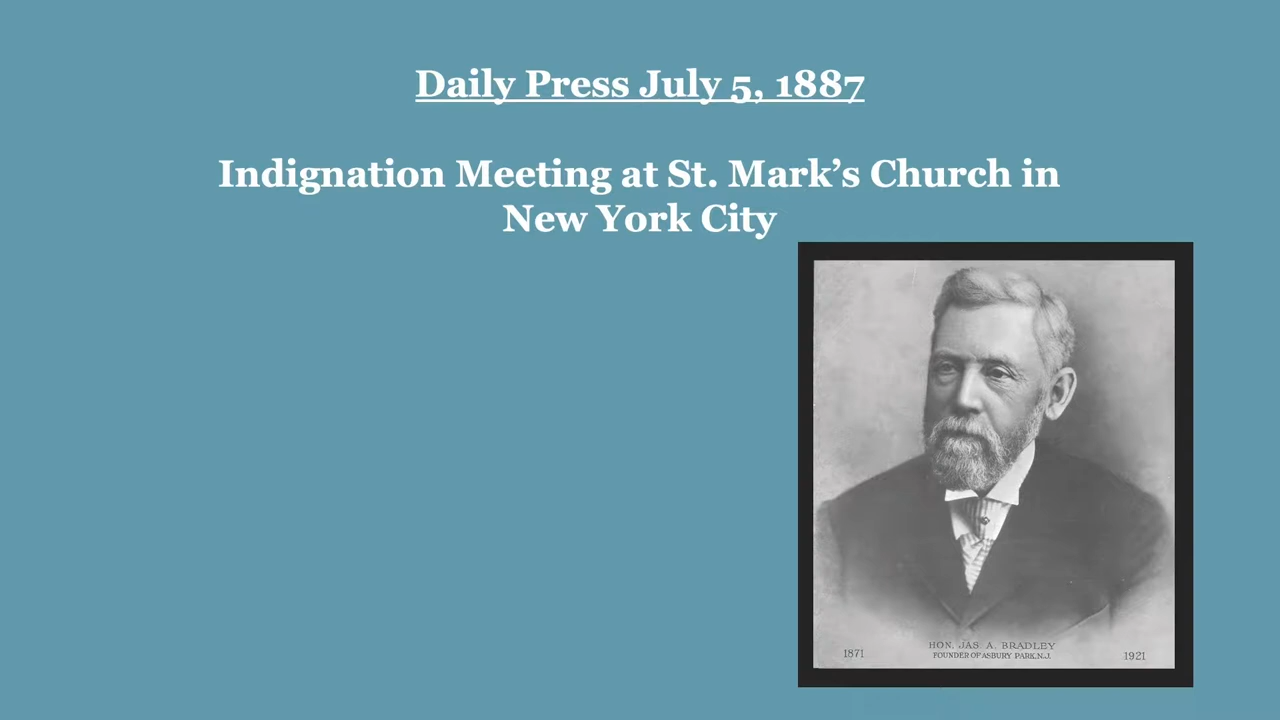 Daily Press July 5, 1887
Indignation Meeting at St. Mark’s Church in
New York City
HON. JAS. A. BRADLEY
1871
FOUNDER OF ASBURY PARK, N.J.
1921